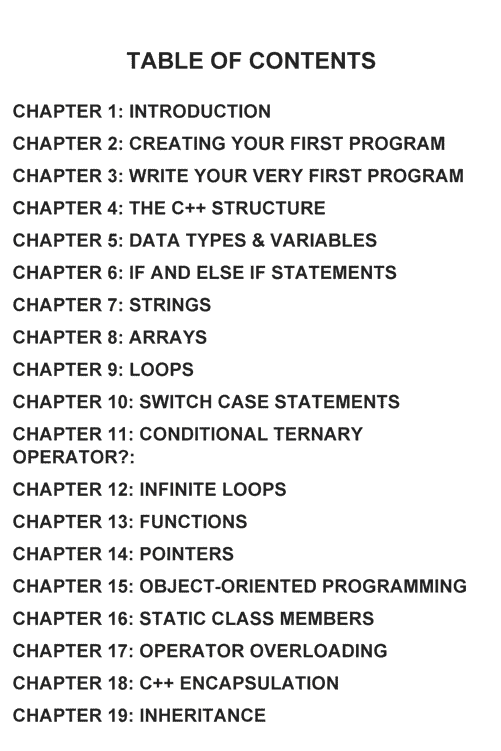 TABLE OF CONTENTS
CHAPTER 1: INTRODUCTION
CHAPTER 2: CREATING YOUR FIRST PROGRAM
CHAPTER 3: WRITE YOUR VERY FIRST PROGRAM
CHAPTER 4: THE C++ STRUCTURE
CHAPTER 5: DATA TYPES & VARIABLES
CHAPTER 6: IF AND ELSE IF STATEMENTS
CHAPTER 7: STRINGS
CHAPTER 8: ARRAYS
CHAPTER 9: LOOPS
CHAPTER 10: SWITCH CASE STATEMENTS
CHAPTER 11: CONDITIONAL TERNARY
OPERATOR?:
CHAPTER 12: INFINITE LOOPS
CHAPTER 13: FUNCTIONS
CHAPTER 14: POINTERS
CHAPTER 15: OBJECT-ORIENTED PROGRAMMING
CHAPTER 16: STATIC CLASS MEMBERS
CHAPTER 17: OPERATOR OVERLOADING
CHAPTER 18: C++ ENCAPSULATION
CHAPTER 19: INHERITANCE